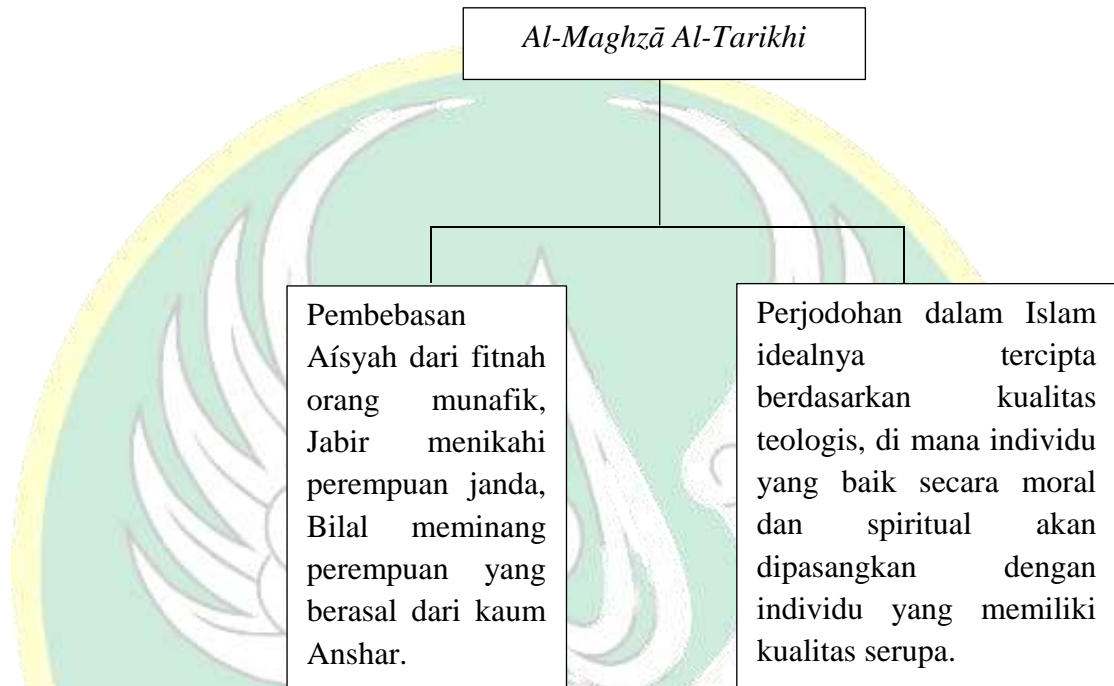 Al-Maghzā Al-Tarikhi
Pembebasan
Aísyah dari fitnah
orang munafik,
Jabir menikahi
perempuan janda,
Bilal meminang
perempuan yang
berasal dari kaum
Anshar.
Perjodohan dalam Islam
idealnya tercipta
berdasarkan kualitas
teologis, di mana individu
yang baik secara moral
dan spiritual akan
dipasangkan dengan
individu yang memiliki
kualitas serupa.